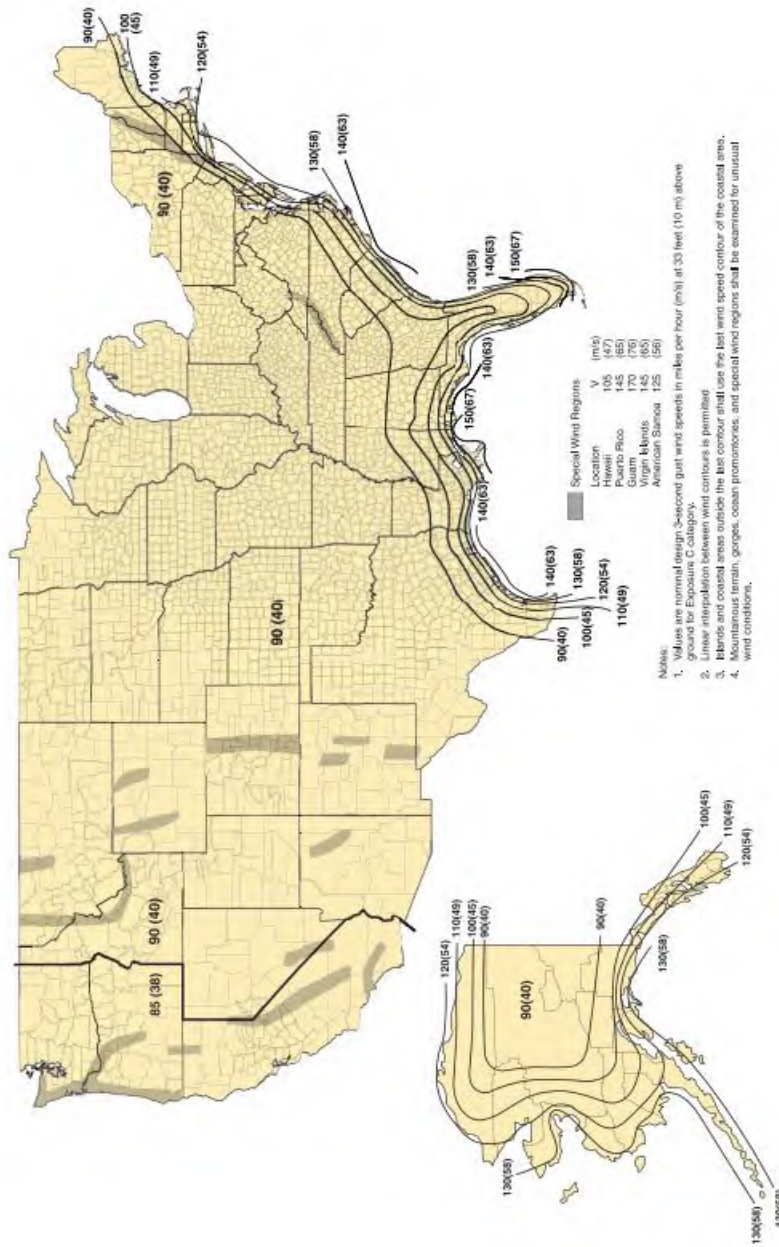 90(40)
100
(45)
110(49)
120(54)
90 (40)
130(58)
140(63)
130(58)
140(63)
150(67)
140(63)
150(67)
140(63)
90 (40)
140(63)
130(58)
120(54)
110(49)
100(45)
90(40)
90 (40)
85 (38)
Special Wind Regions
Location V (m/s)
Hawaii 105 (47)
Puerto Rico 145 (65)
Guam 170 (76)
Virgin Islands 145 (65)
American Samoa 125 (56)
Notes:
1. Values are nominal design 3-second gust wind speeds in miles per hour (m/s) at 33 feet (10 m) above
ground for Exposure C category.
2. Linear interpolation between wind contours is permitted
3. Islands and coastal areas outside the last contour shall use the last wind speed contour of the coastal area.
4. Mountainous terrain, gorges, ocean promontories, and special wind regions shall be examined for unusual
wind conditions.
120(54)
110(49)
100(45)
90(40)
90(40)
90(40)
100(45)
110(49)
120(54)
130(58)
130(58)
130(58)